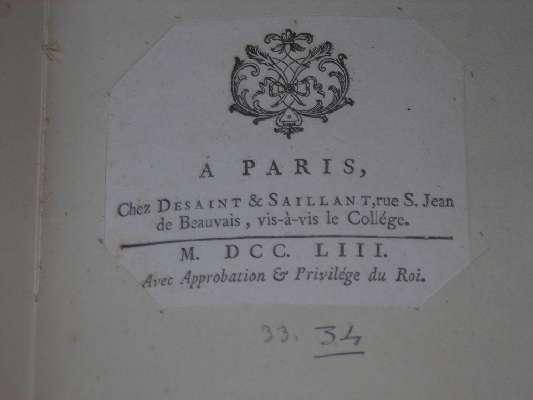 A PARIS,
Chez DESAINT & SAILLANT, rue S. Jean
de Beauvais, vis-à-vis le Collége.
M. DCC. LIII.
Avec Approbation & Privilége du Roi.
33. 34